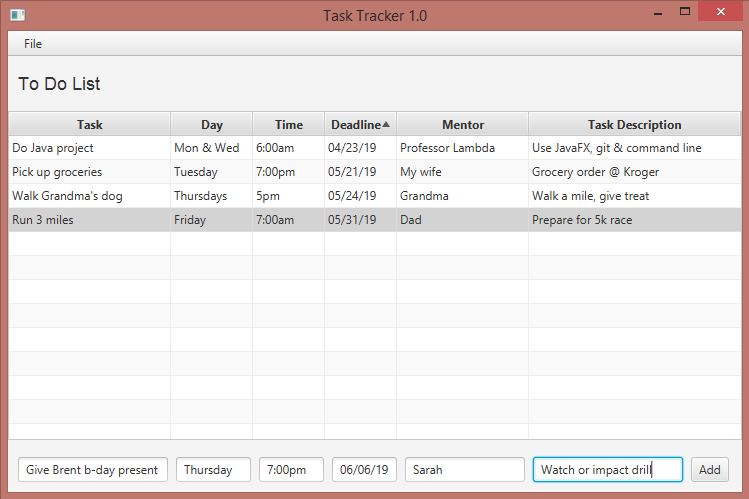 Task Tracker 1.0
File
To Do List
Task Day Time Deadline Mentor Task Description
Do Java project Mon & Wed 6:00am 04/23/19 Professor Lambda Use JavaFX, git & command line
Pick up groceries Tuesday 7:00pm 05/21/19 My wife Grocery order @ Kroger
Walk Grandma's dog Thursdays 5pm 05/24/19 Grandma Walk a mile, give treat
Run 3 miles Friday 7:00am 05/31/19 Dad Prepare for 5k race
Give Brent b-day present Thursday 7:00pm 06/06/19 Sarah Watch or impact drill Add